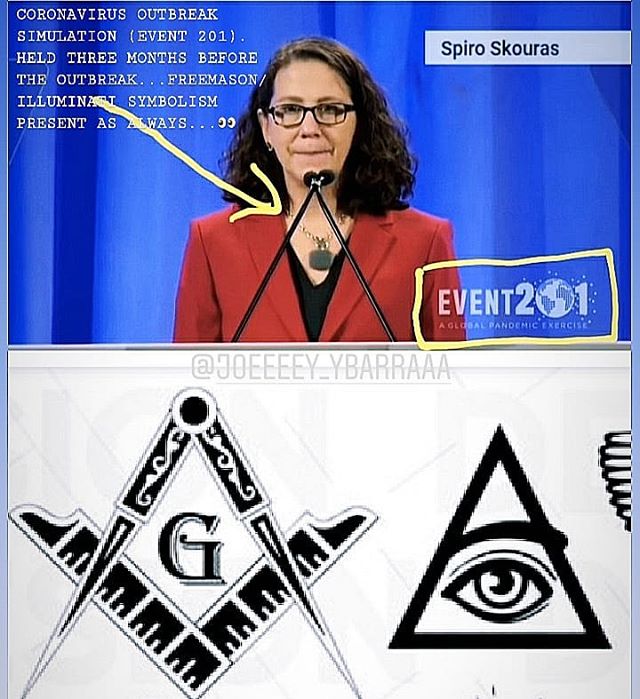 CORONAVIRUS OUTBREAK
SIMULATION (EVENT 201).
HELD THREE MONTHS BEFORE
THE OUTBREAK...FREEMASON/
ILLUMINATI SYMBOLISM
PRESENT AS ALWAYS...👀
Spiro Skouras
EVENT201
A GLOBAL PANDEMIC EXERCISE
@JOEEEEY_YBARRAAA
G